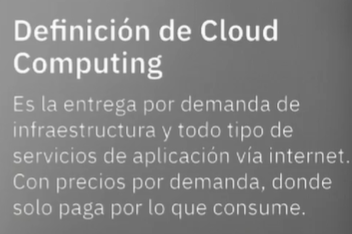 Definición de Cloud
Computing
Es la entrega por demanda de
infraestructura y todo tipo de
servicios de aplicación vía internet.
Con precios por demanda, donde
solo paga por lo que consume.